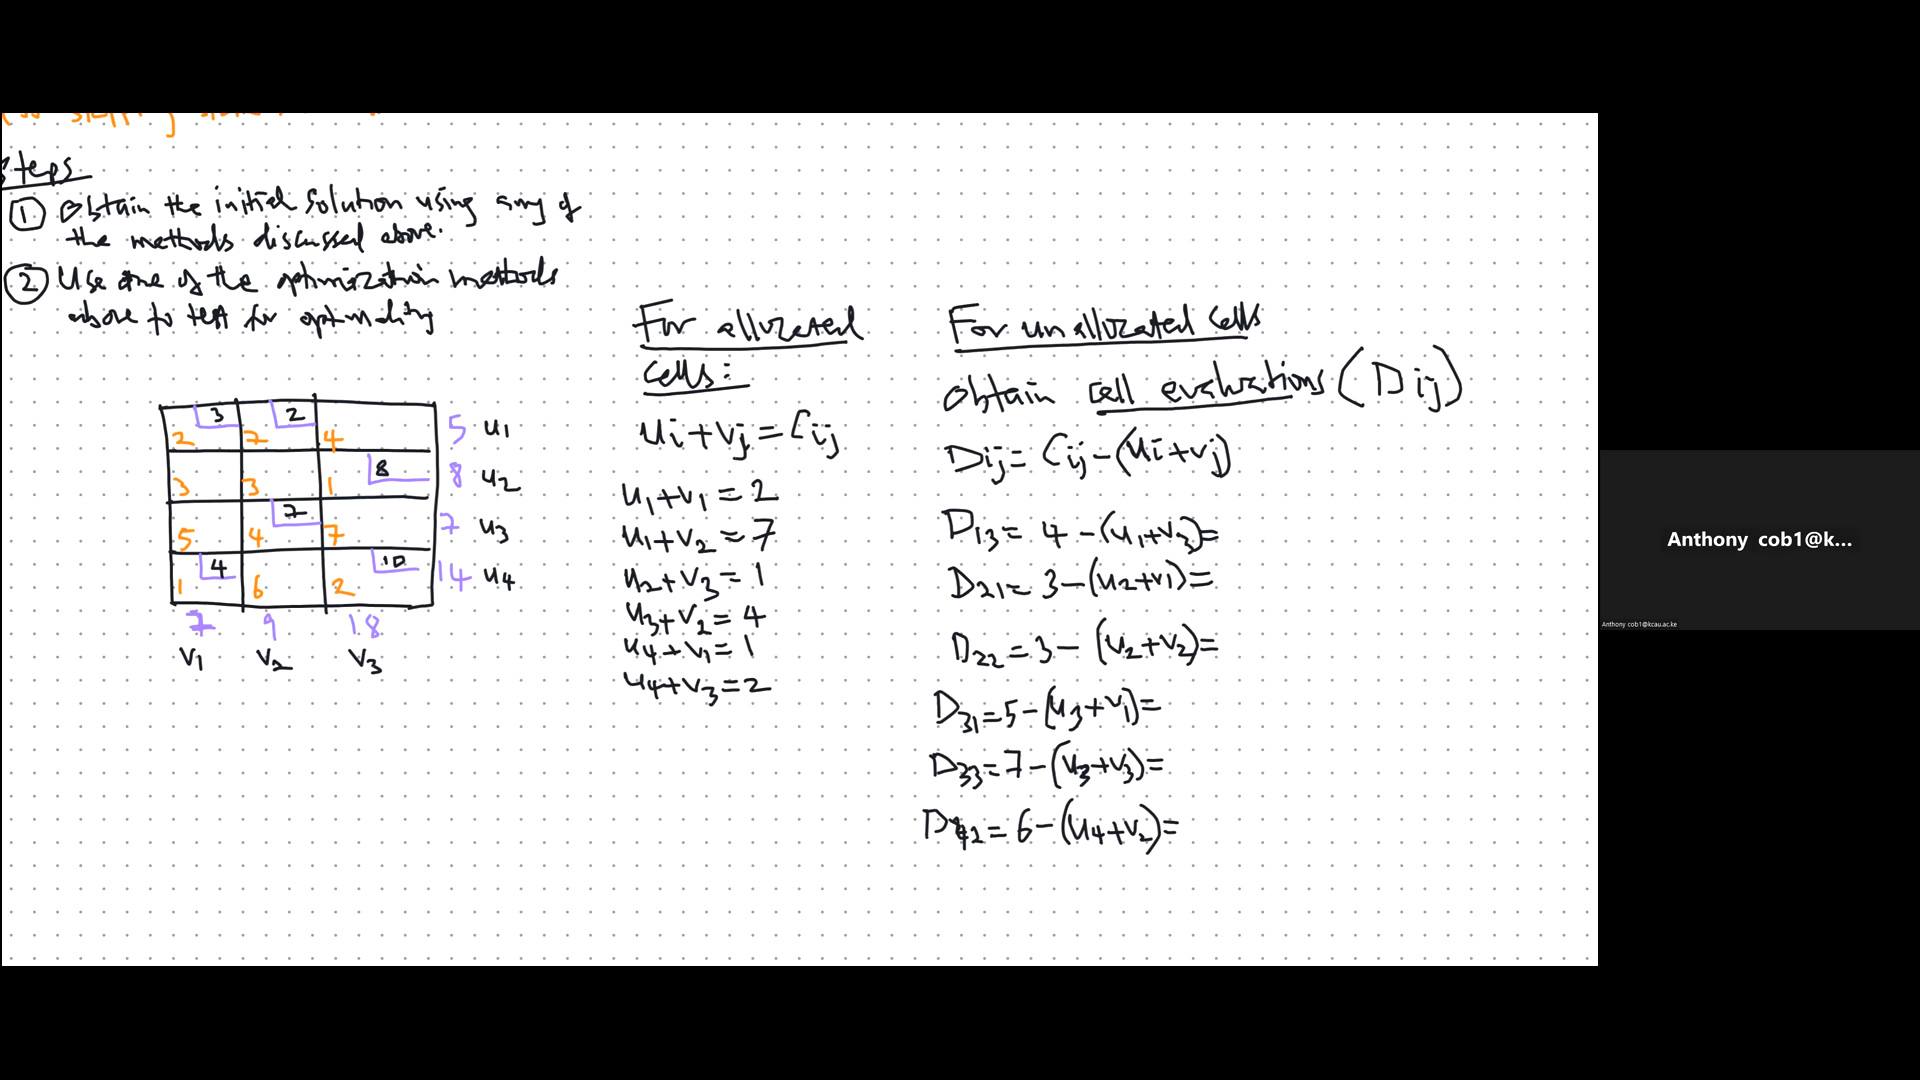 Steps
① Obtain the initial solution using any of
the methods discussed above.
② Use one of the optimization methods
above to test for optimality
3 2
2 7 4 5 u1
8
3 3 1 8 u2
7
5 4 7 7 u3
4 10
1 6 2 14 u4
7 9 18
v1 v2 v3
For allocated
cells:
ui+vj=Cij
u1+v1=2
u1+v2=7
u2+v3=1
u3+v2=4
u4+v1=1
u4+v3=2
For unallocated cells
obtain cell evaluations (Dij)
Dij= Cij-(ui+vj)
D13= 4-(u1+v3)=
D21= 3-(u2+v1)=
D22=3- (u2+v2)=
D31=5-(u3+v1)=
D33=7-(u3+v3)=
D42= 6-(u4+v2)=
Anthony cob1@k...
Anthony cob1@kcau.ac.ke